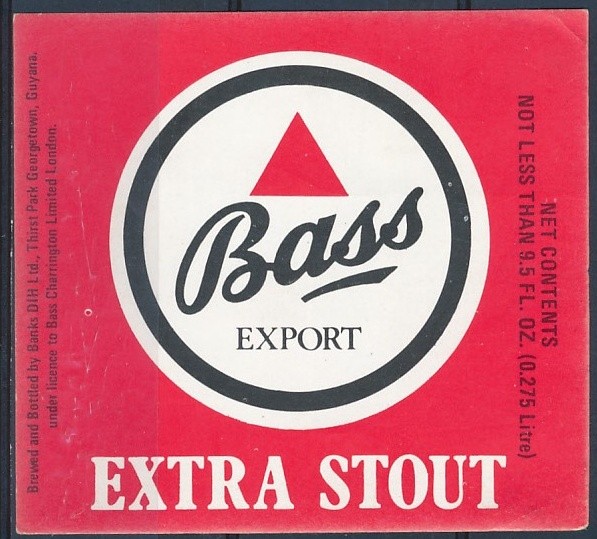 Brewed and Bottled by Banks DIH Ltd., Thirst Park Georgetown, Guyana.
under licence to Bass Charrington Limited London.
Bass
EXPORT
EXTRA STOUT
NET CONTENTS
NOT LESS THAN 9.5 FL. OZ. (0.275 Litre)